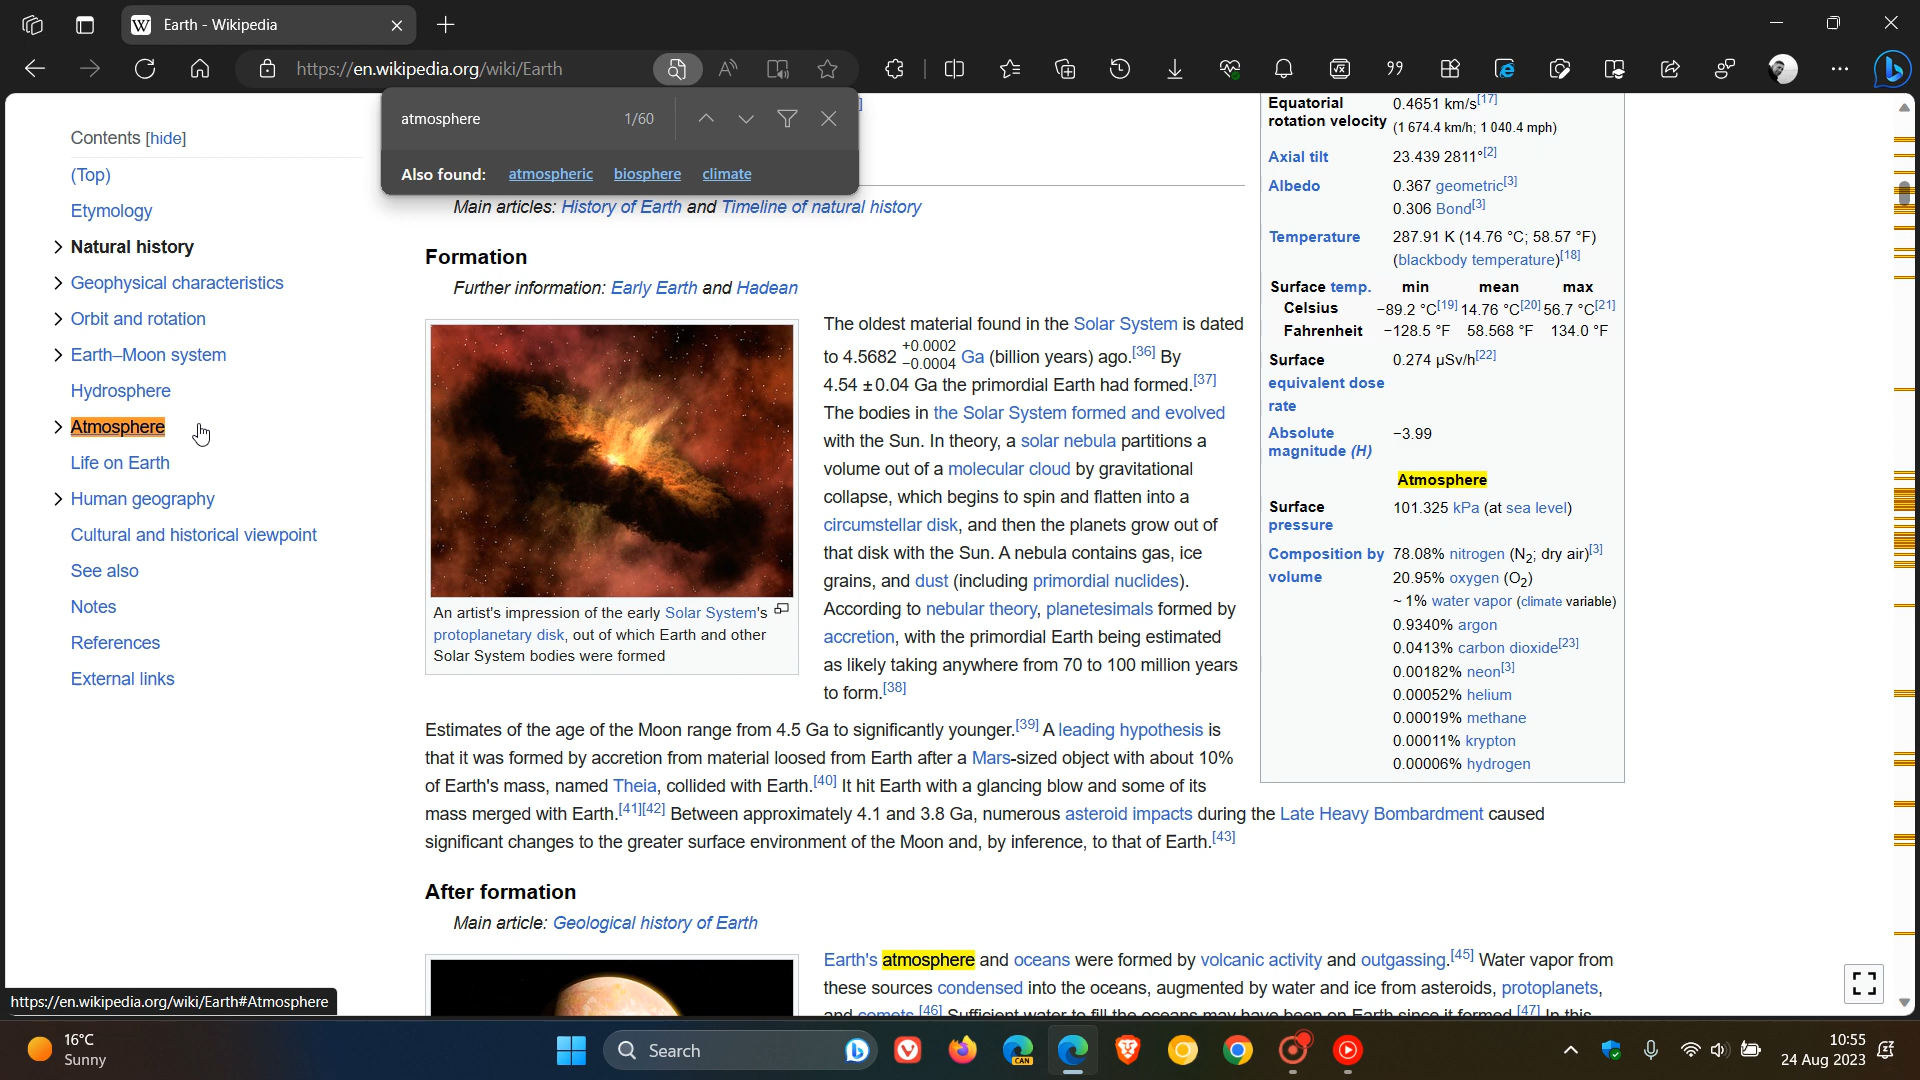 Earth - Wikipedia
https://en.wikipedia.org/wiki/Earth
atmosphere 1/60
Also found: atmospheric biosphere climate
Contents [hide]
(Top)
Etymology
Natural history
Geophysical characteristics
Orbit and rotation
Earth–Moon system
Hydrosphere
Atmosphere
Life on Earth
Human geography
Cultural and historical viewpoint
See also
Notes
References
External links
Main articles: History of Earth and Timeline of natural history
Formation
Further information: Early Earth and Hadean
An artist's impression of the early Solar System's
protoplanetary disk, out of which Earth and other
Solar System bodies were formed
The oldest material found in the Solar System is dated
to 4.5682 +0.0002 −0.0004 Ga (billion years) ago.[36] By
4.54 ±0.04 Ga the primordial Earth had formed.[37]
The bodies in the Solar System formed and evolved
with the Sun. In theory, a solar nebula partitions a
volume out of a molecular cloud by gravitational
collapse, which begins to spin and flatten into a
circumstellar disk, and then the planets grow out of
that disk with the Sun. A nebula contains gas, ice
grains, and dust (including primordial nuclides).
According to nebular theory, planetesimals formed by
accretion, with the primordial Earth being estimated
as likely taking anywhere from 70 to 100 million years
to form.[38]
Estimates of the age of the Moon range from 4.5 Ga to significantly younger.[39] A leading hypothesis is
that it was formed by accretion from material loosed from Earth after a Mars-sized object with about 10%
of Earth's mass, named Theia, collided with Earth.[40] It hit Earth with a glancing blow and some of its
mass merged with Earth.[41][42] Between approximately 4.1 and 3.8 Ga, numerous asteroid impacts during the Late Heavy Bombardment caused
significant changes to the greater surface environment of the Moon and, by inference, to that of Earth.[43]
After formation
Main article: Geological history of Earth
Earth's atmosphere and oceans were formed by volcanic activity and outgassing.[45] Water vapor from
these sources condensed into the oceans, augmented by water and ice from asteroids, protoplanets,
and comets.[46] Sufficient water to fill the oceans may have been on Earth since it formed.[47] In this
Equatorial 0.4651 km/s[17]
rotation velocity (1 674.4 km/h; 1 040.4 mph)
Axial tilt 23.439 2811°[2]
Albedo 0.367 geometric[3]
0.306 Bond[3]
Temperature 287.91 K (14.76 °C; 58.57 °F)
(blackbody temperature)[18]
Surface temp. min mean max
Celsius −89.2 °C[19] 14.76 °C[20] 56.7 °C[21]
Fahrenheit −128.5 °F 58.568 °F 134.0 °F
Surface 0.274 μSv/h[22]
equivalent dose
rate
Absolute −3.99
magnitude (H)
Atmosphere
Surface 101.325 kPa (at sea level)
pressure
Composition by 78.08% nitrogen (N2; dry air)[3]
volume 20.95% oxygen (O2)
~ 1% water vapor (climate variable)
0.9340% argon
0.0413% carbon dioxide[23]
0.00182% neon[3]
0.00052% helium
0.00019% methane
0.00011% krypton
0.00006% hydrogen
https://en.wikipedia.org/wiki/Earth#Atmosphere
16°C
Sunny
Search
CAN
10:55
24 Aug 2023